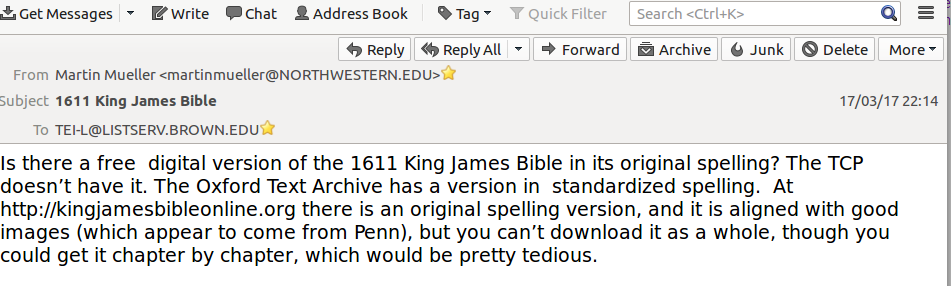 Get Messages Write Chat Address Book Tag Quick Filter Search <Ctrl+K>
Reply Reply All Forward Archive Junk Delete More
From Martin Mueller <martinmueller@NORTHWESTERN.EDU>
Subject 1611 King James Bible 17/03/17 22:14
To TEI-L@LISTSERV.BROWN.EDU
Is there a free  digital version of the 1611 King James Bible in its original spelling? The TCP
doesn’t have it. The Oxford Text Archive has a version in  standardized spelling.  At
http://kingjamesbibleonline.org there is an original spelling version, and it is aligned with good
images (which appear to come from Penn), but you can’t download it as a whole, though you
could get it chapter by chapter, which would be pretty tedious.